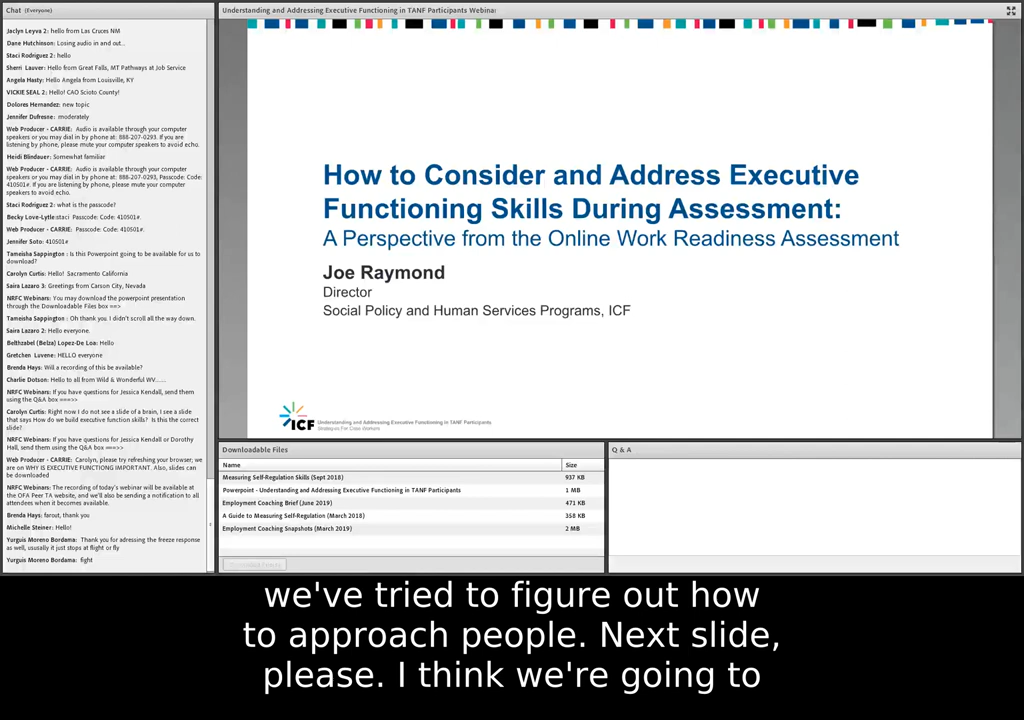 Chat (Everyone)
Jaclyn Leyva 2: hello from Las Cruces NM
Dane Hutchinson: Losing audio in and out...
Staci Rodriguez 2: hello
Sherri Lauver: Hello from Great Falls, MT Pathways at Job Service
Angela Hasty: Hello Angela from Louisville, KY
VICKIE SEAL 2: Hello! CAO Scioto County!
Dolores Hernandez: new topic
Jennifer Dufresne: moderately
Web Producer - CARRIE: Audio is available through your computer
speakers or you may dial in by phone at: 888-207-0293. If you are
listening by phone, please mute your computer speakers to avoid echo.
Heidi Blindauer: Somewhat familiar
Web Producer - CARRIE: Audio is available through your computer
speakers or you may dial in by phone at: 888-207-0293, Passcode: Code:
410501#. If you are listening by phone, please mute your computer
speakers to avoid echo.
Staci Rodriguez 2: what is the passcode?
Becky Love-Lytle:staci Passcode: Code: 410501#.
Web Producer - CARRIE: Passcode: Code: 410501#.
Jennifer Soto: 410501#
Tameisha Sappington : Is this Powerpoint going to be available for us to
download?
Carolyn Curtis: Hello! Sacramento California
Saira Lazaro 3: Greetings from Carson City, Nevada
NRFC Webinars: You may download the powerpoint presentation
through the Downloadable Files box ==>
Tameisha Sappington : Oh thank you I didn't scroll all the way down.
Saira Lazaro 2: Hello everyone.
Belthzabel (Belza) Lopez-De Loa: Hello
Gretchen Luvene: HELLO everyone
Brenda Hays: Will a recording of this be available?
Charlie Dotson: Hello to all from Wild & Wonderful WV......
NRFC Webinars: If you have questions for Jessica Kendall, send them
using the Q&A box ====>>
Carolyn Curtis: Right now I do not see a slide of a brain, I see a slide
that says How do we build executive function skills? Is this the correct
slide?
NRFC Webinars: If you have questions for Jessica Kendall or Dorothy
Hall, send them using the Q&A box ====>>
Web Producer - CARRIE: Carolyn, please try refreshing your browser; we
are on WHY IS EXECUTIVE FUNCTIONG IMPORTANT. Also, slides can
be downloaded
NRFC Webinars: The recording of today's webinar will be available at
the OFA Peer TA website, and we'll also be sending a notification to all
attendees when it becomes available.
Brenda Hays: farout, thank you
Michelle Steiner: Hello!
Yurguis Moreno Bordama: Thank you for adressing the freeze response
as well, ususally it just stops at flight or fly
Yurguis Moreno Bordama: fight
Understanding and Addressing Executive Functioning in TANF Participants Webinar
How to Consider and Address Executive
Functioning Skills During Assessment:
A Perspective from the Online Work Readiness Assessment
Joe Raymond
Director
Social Policy and Human Services Programs, ICF
ICF
Understanding and Addressing Executive Functioning in TANF Participants
Strategies For Case Workers
Downloadable Files
Name Size
Measuring Self-Regulation Skills (Sept 2018) 937 KB
Powerpoint - Understanding and Addressing Executive Functioning in TANF Participants 1 MB
Employment Coaching Brief (June 2019) 471 KB
A Guide to Measuring Self-Regulation (March 2018) 358 KB
Employment Coaching Snapshots (March 2019) 2 MB
Q & A
we've tried to figure out how
to approach people. Next slide,
please. I think we're going to